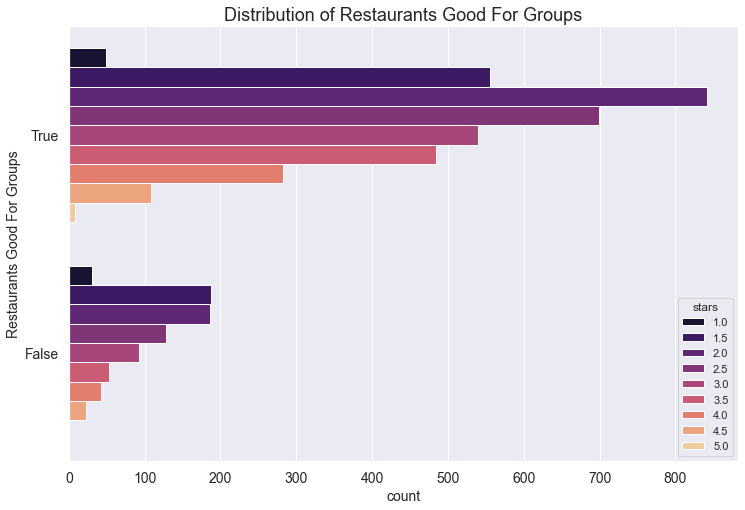 Distribution of Restaurants Good For Groups
Restaurants Good For Groups
True
False
stars
1.0
1.5
2.0
2.5
3.0
3.5
4.0
4.5
5.0
0 100 200 300 400 500 600 700 800
count